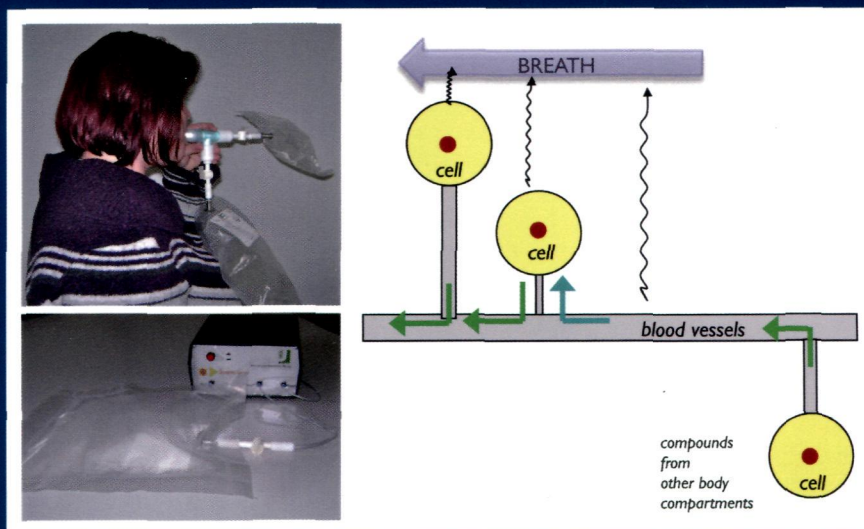 BREATH
cell
cell
blood vessels
compounds
from
other body
compartments
cell